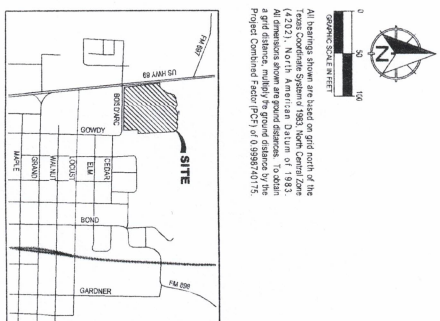 N
0
50
100
GRAPHIC SCALE IN FEET
All bearings shown are based on grid north of the
Texas Coordinate System of 1983, North Central Zone
(4202), North American Datum of 1983.
All dimensions shown are ground distances. To obtain
a grid distance, multiply the ground distance by the
Project Combined Factor (PCF) of 0.9998740175.
FM 897
US HWY 69
BOIS D'ARC
GOWDY
SITE
CEDAR
ELM
LOCUST
WALNUT
GRAND
MAPLE
BOND
GARDNER
FM 898